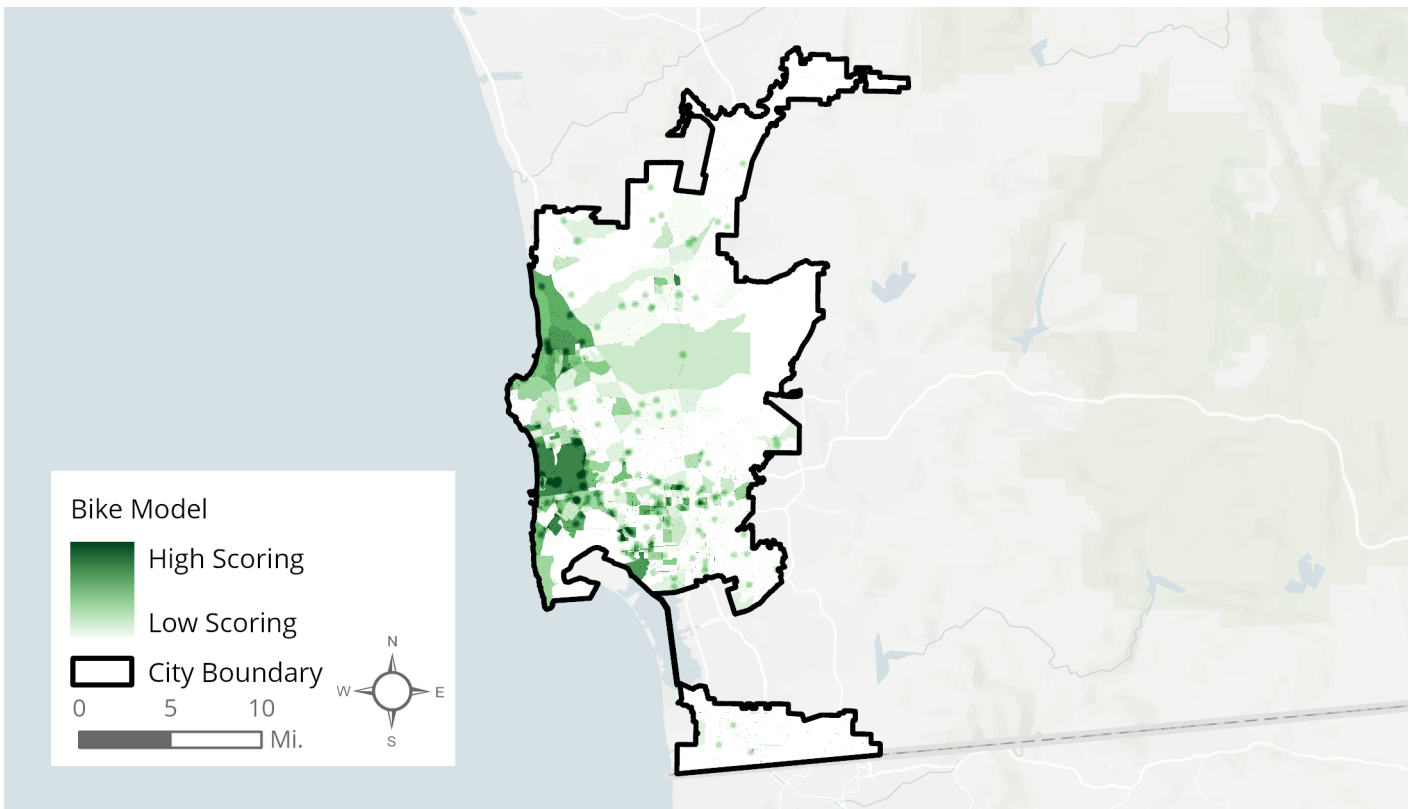 Bike Model
High Scoring
Low Scoring
City Boundary
N
W E
S
0 5 10
Mi.